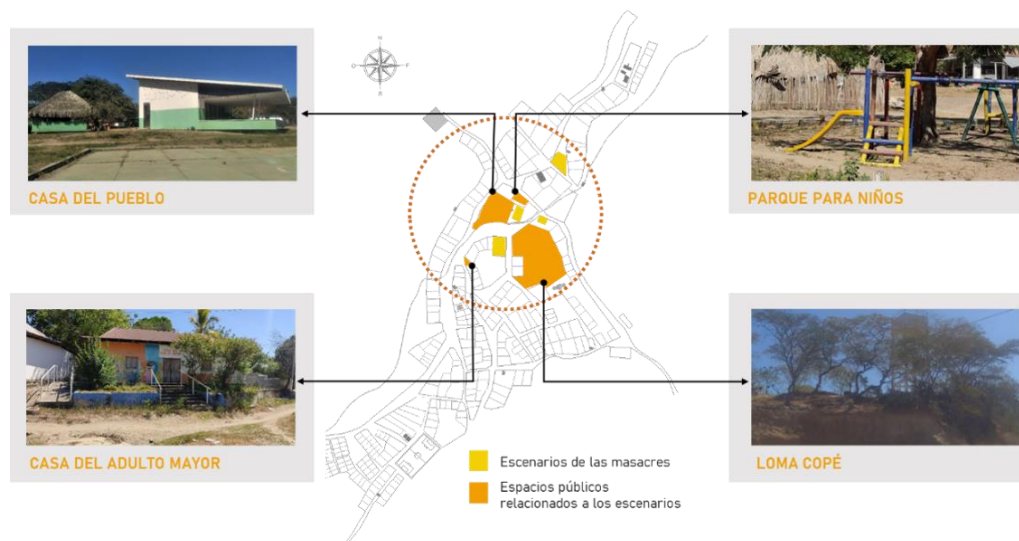 CASA DEL PUEBLO
PARQUE PARA NIÑOS
CASA DEL ADULTO MAYOR
LOMA COPÉ
Escenarios de las masacres
Espacios públicos
relacionados a los escenarios